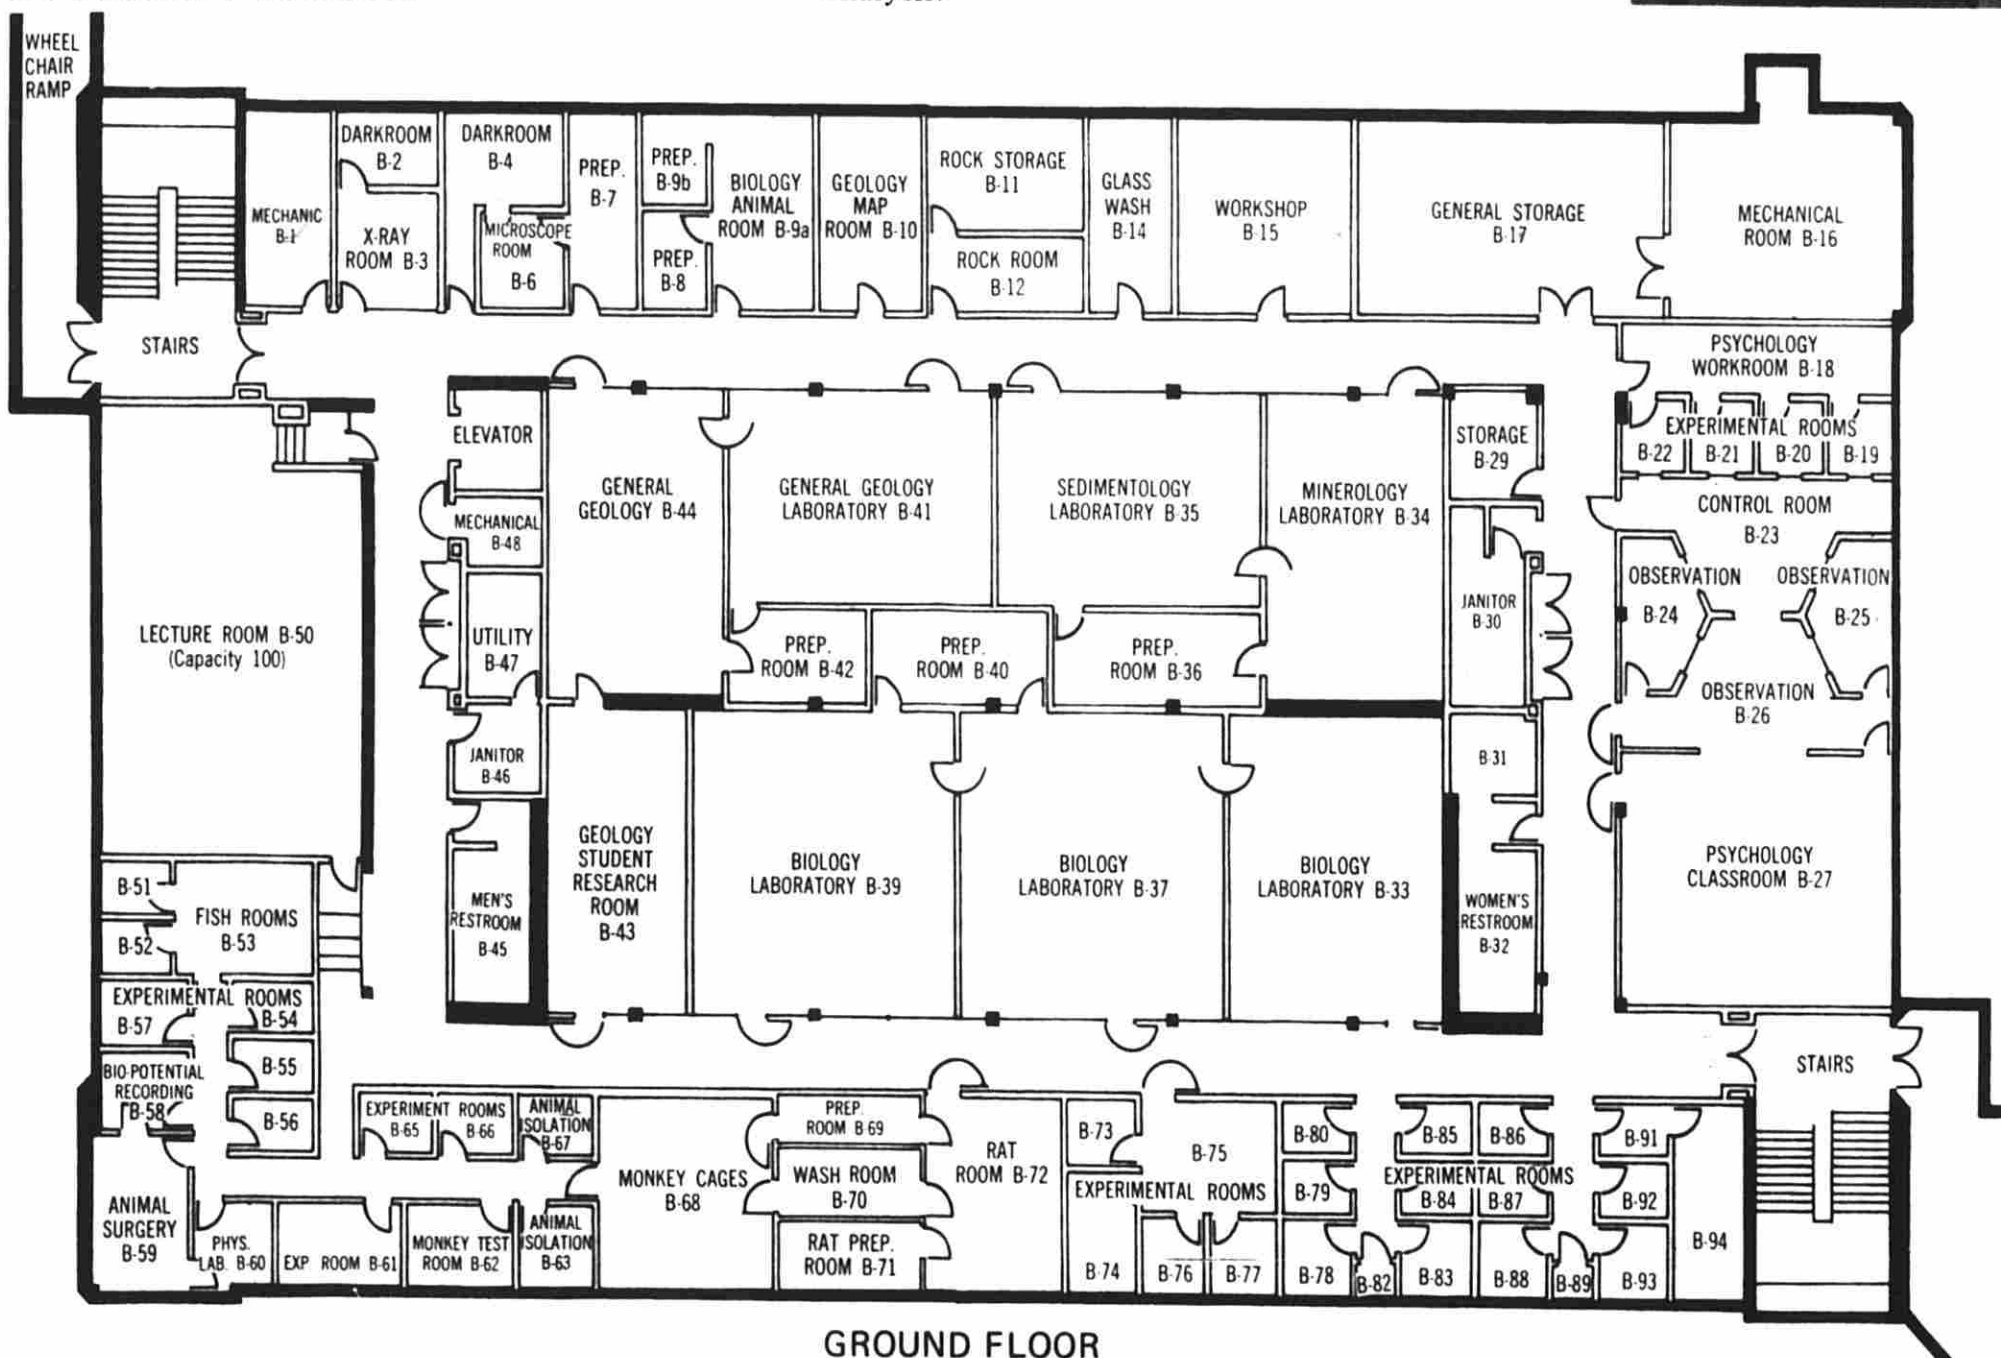 WHEEL
CHAIR
RAMP
MECHANIC
B-1
DARKROOM
B-2
X-RAY
ROOM B-3
DARKROOM
B-4
MICROSCOPE
ROOM
B-6
PREP.
B-7
PREP.
B-9b
PREP.
B-8
BIOLOGY
ANIMAL
ROOM B-9a
GEOLOGY
MAP
ROOM B-10
ROCK STORAGE
B-11
ROCK ROOM
B-12
GLASS
WASH
B-14
WORKSHOP
B-15
GENERAL STORAGE
B-17
MECHANICAL
ROOM B-16
STAIRS
PSYCHOLOGY
WORKROOM B-18
EXPERIMENTAL ROOMS
B-22 B-21 B-20 B-19
ELEVATOR
GENERAL
GEOLOGY B-44
GENERAL GEOLOGY
LABORATORY B-41
SEDIMENTOLOGY
LABORATORY B-35
MINEROLOGY
LABORATORY B-34
STORAGE
B-29
CONTROL ROOM
B-23
MECHANICAL
B-48
OBSERVATION
B-24
OBSERVATION
B-25
JANITOR
B-30
LECTURE ROOM B-50
(Capacity 100)
UTILITY
B-47
PREP.
ROOM B-42
PREP.
ROOM B-40
PREP.
ROOM B-36
OBSERVATION
B-26
JANITOR
B-46
B-31
GEOLOGY
STUDENT
RESEARCH
ROOM
B-43
BIOLOGY
LABORATORY B-39
BIOLOGY
LABORATORY B-37
BIOLOGY
LABORATORY B-33
PSYCHOLOGY
CLASSROOM B-27
MEN'S
RESTROOM
B-45
WOMEN'S
RESTROOM
B-32
B-51
B-52
FISH ROOMS
B-53
EXPERIMENTAL ROOMS
B-57
B-54
B-55
B-56
BIO-POTENTIAL
RECORDING
B-58
STAIRS
EXPERIMENT ROOMS
B-65 B-66
ANIMAL
ISOLATION
B-67
MONKEY CAGES
B-68
PREP.
ROOM B-69
WASH ROOM
B-70
RAT PREP.
ROOM B-71
RAT
ROOM B-72
B-73
B-75
EXPERIMENTAL ROOMS
B-74
B-76
B-77
B-80
B-79
B-78
B-85
B-86
EXPERIMENTAL ROOMS
B-84 B-87
B-82
B-83
B-88
B-89
B-91
B-92
B-93
B-94
ANIMAL
SURGERY
B-59
PHYS.
LAB. B-60
EXP ROOM B-61
MONKEY TEST
ROOM B-62
ANIMAL
ISOLATION
B-63
GROUND FLOOR